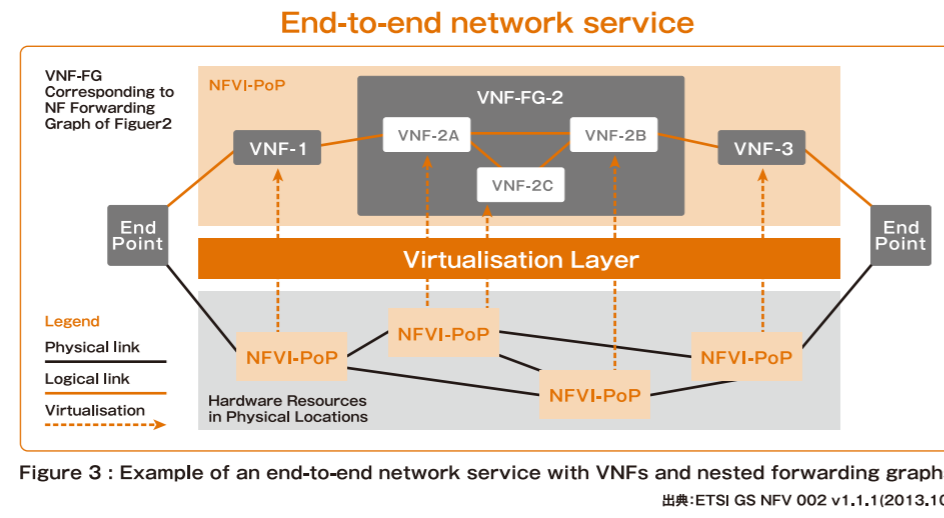 End-to-end network service
VNF-FG
Corresponding to
NF Forwarding
Graph of Figuer2
NFVI-PoP
VNF-FG-2
VNF-1
VNF-2A
VNF-2B
VNF-3
VNF-2C
End
Point
End
Point
Virtualisation Layer
Legend
Physical link
Logical link
Virtualisation
NFVI-PoP
NFVI-PoP
NFVI-PoP
NFVI-PoP
Hardware Resources
in Physical Locations
Figure 3 : Example of an end-to-end network service with VNFs and nested forwarding graph
出典:ETSI GS NFV 002 v1.1.1(2013.10